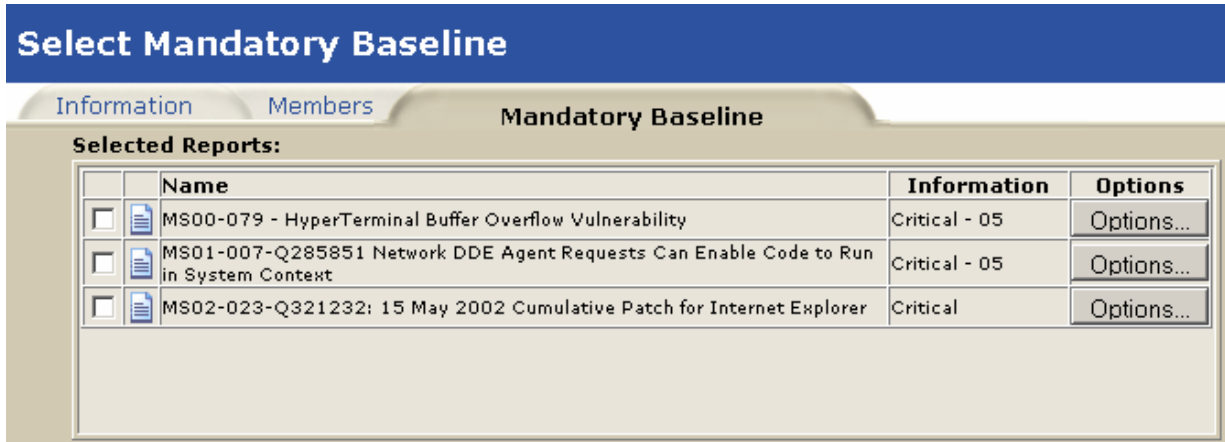 Select Mandatory Baseline
Information Members Mandatory Baseline
Selected Reports:
Name Information Options
MS00-079 - HyperTerminal Buffer Overflow Vulnerability Critical - 05 Options...
MS01-007-Q285851 Network DDE Agent Requests Can Enable Code to Run
in System Context Critical - 05 Options...
MS02-023-Q321232: 15 May 2002 Cumulative Patch for Internet Explorer Critical Options...